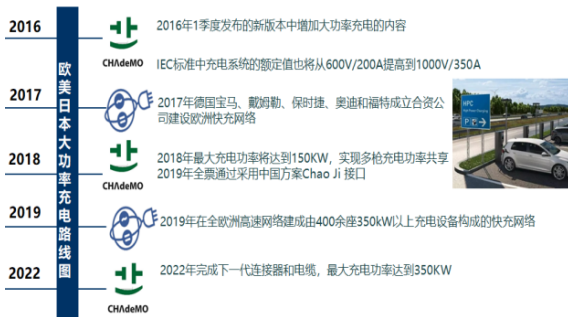 欧美日本大功率充电路线图
2016
CHAdeMO
2016年1季度发布的新版本中增加大功率充电的内容
IEC标准中充电系统的额定值也将从600V/200A提高到1000V/350A
2017
2017年德国宝马、戴姆勒、保时捷、奥迪和福特成立合资公
司建设欧洲快充网络
HPC
P
2018
CHAdeMO
2018年最大充电功率将达到150KW，实现多枪充电功率共享
2019年全票通过采用中国方案Chao Ji 接口
2019
2019年在全欧洲高速网络建成由400余座350kW以上充电设备构成的快充网络
2022
CHAdeMO
2022年完成下一代连接器和电缆，最大充电功率达到350KW